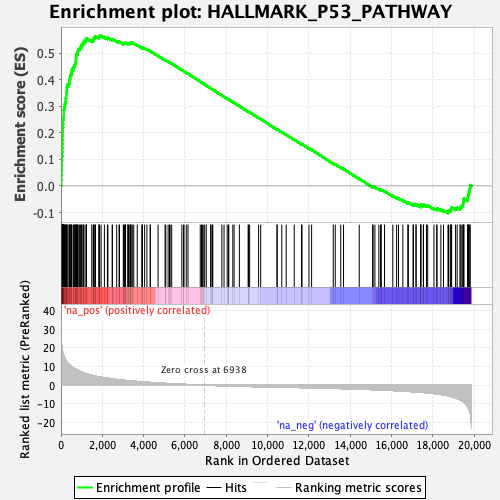 Enrichment plot: HALLMARK_P53_PATHWAY
Enrichment score (ES)
0.5
0.4
0.3
0.2
0.1
0.0
-0.1
'na_pos' (positively correlated)
Ranked list metric (PreRanked)
40
30
20
10
0
-10
-20
Zero cross at 6938
'na_neg' (negatively correlated)
0
2,000
4,000
6,000
8,000
10,000
12,000
14,000
16,000
18,000
20,000
Rank in Ordered Dataset
Enrichment profile
Hits
Ranking metric scores